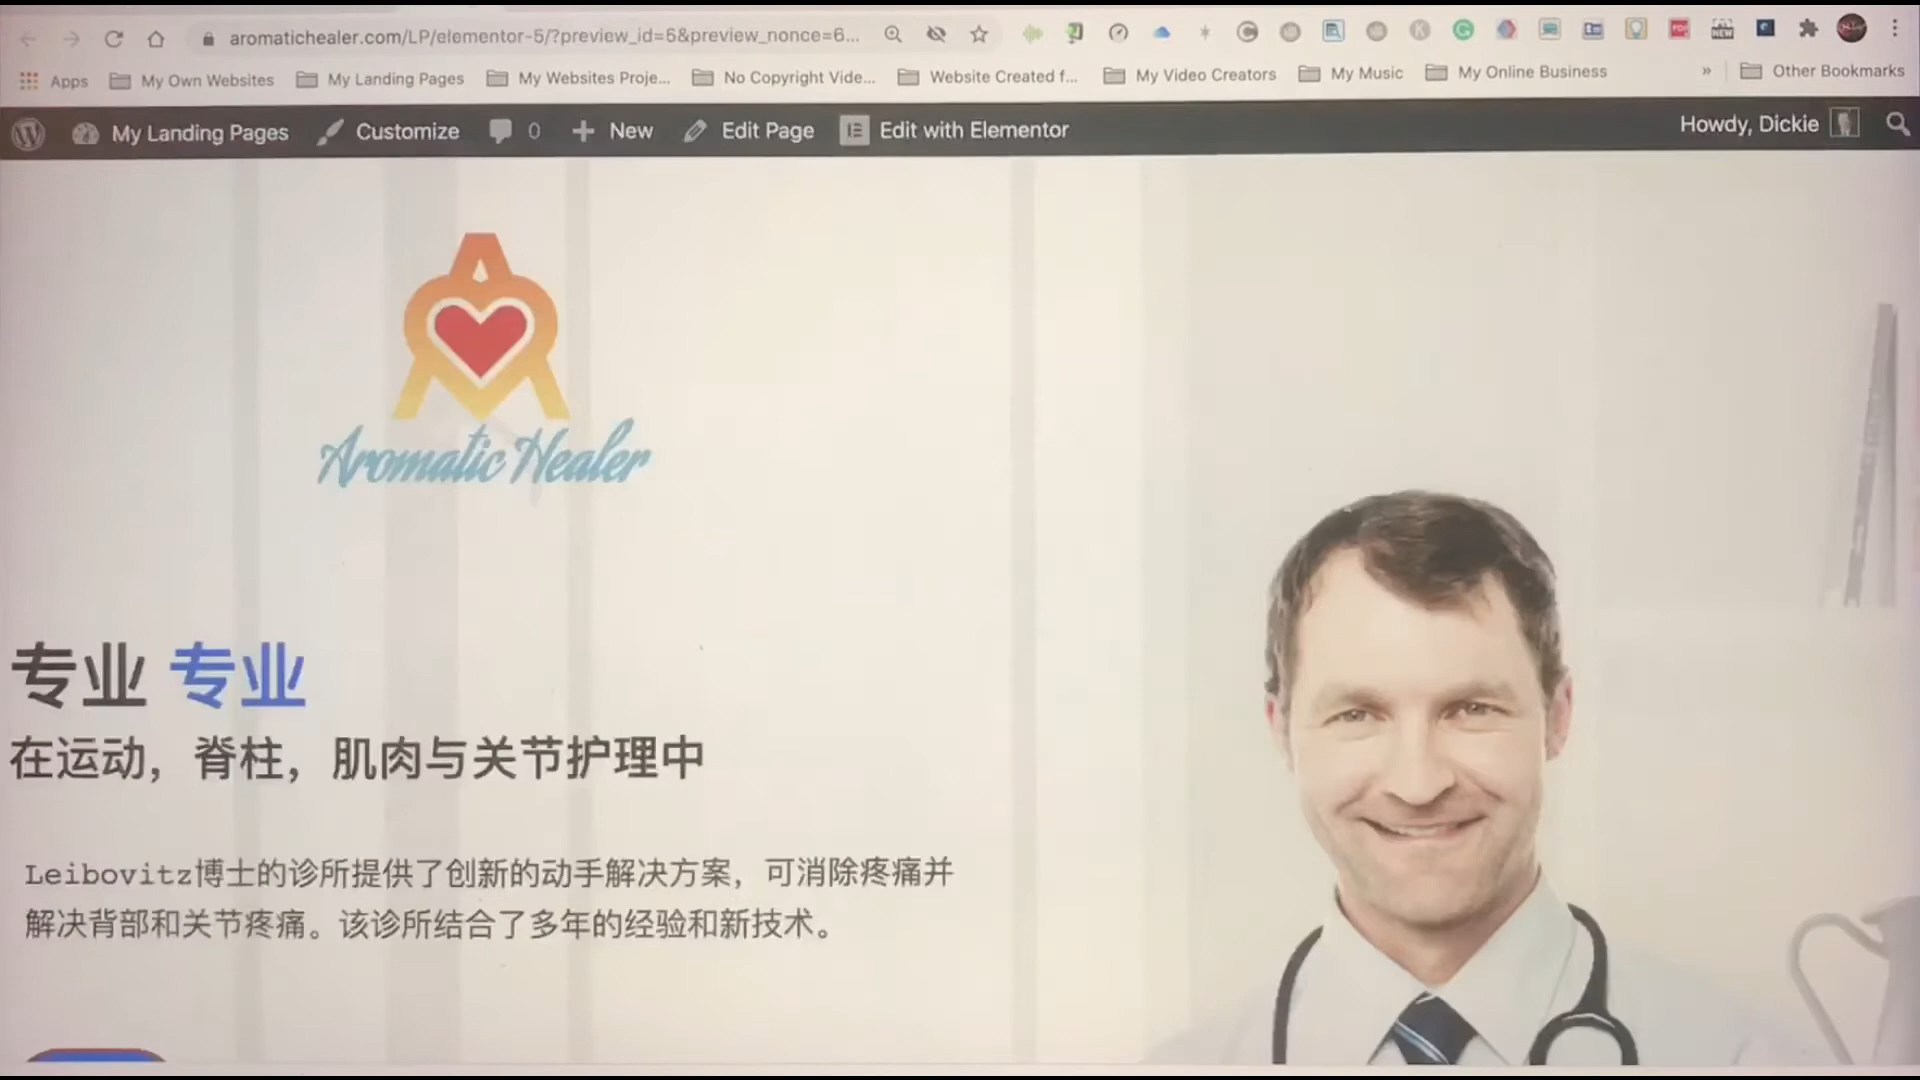 aromatichealer.com/LP/elementor-5/?preview_id=6&preview_nonce=6...
Apps My Own Websites My Landing Pages My Websites Proje... No Copyright Vide... Website Created f... My Video Creators My Music My Online Business » Other Bookmarks
My Landing Pages Customize 0 New Edit Page Edit with Elementor Howdy, Dickie
Aromatic Healer
专业 专业
在运动，脊柱，肌肉与关节护理中
Leibovitz博士的诊所提供了创新的动手解决方案，可消除疼痛并
解决背部和关节疼痛。该诊所结合了多年的经验和新技术。